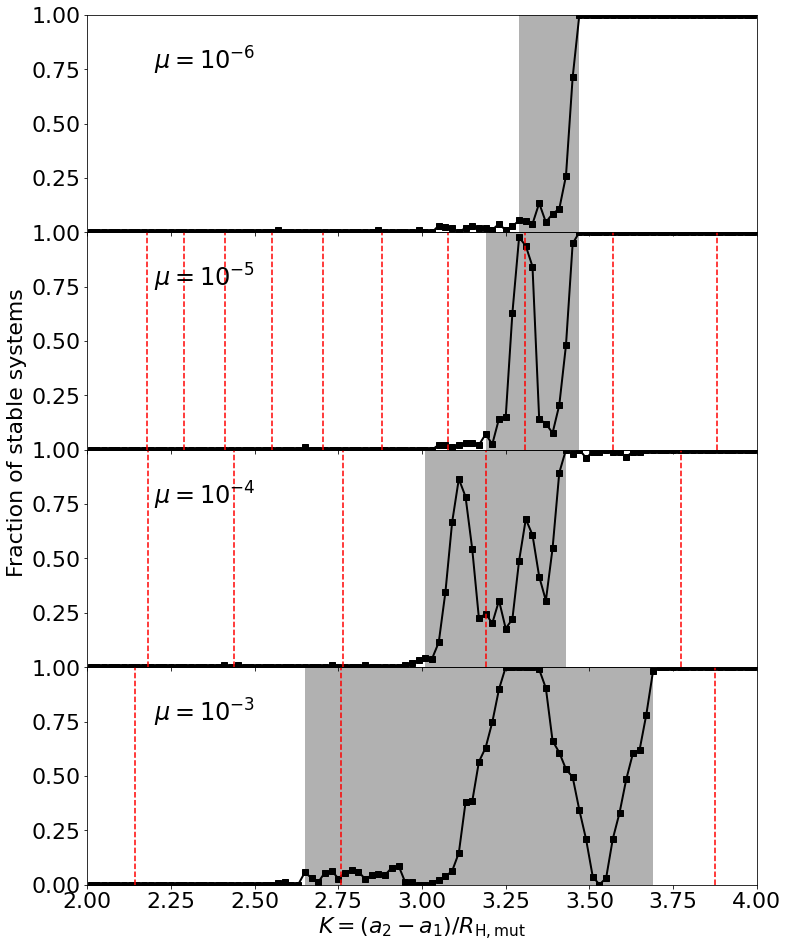 1.00
0.75
0.50
0.25
μ = 10⁻⁶
1.00
0.75
0.50
0.25
μ = 10⁻⁵
1.00
0.75
0.50
0.25
μ = 10⁻⁴
1.00
0.75
0.50
0.25
0.00
μ = 10⁻³
Fraction of stable systems
2.00 2.25 2.50 2.75 3.00 3.25 3.50 3.75 4.00
K = (a₂ − a₁)/R_H,mut